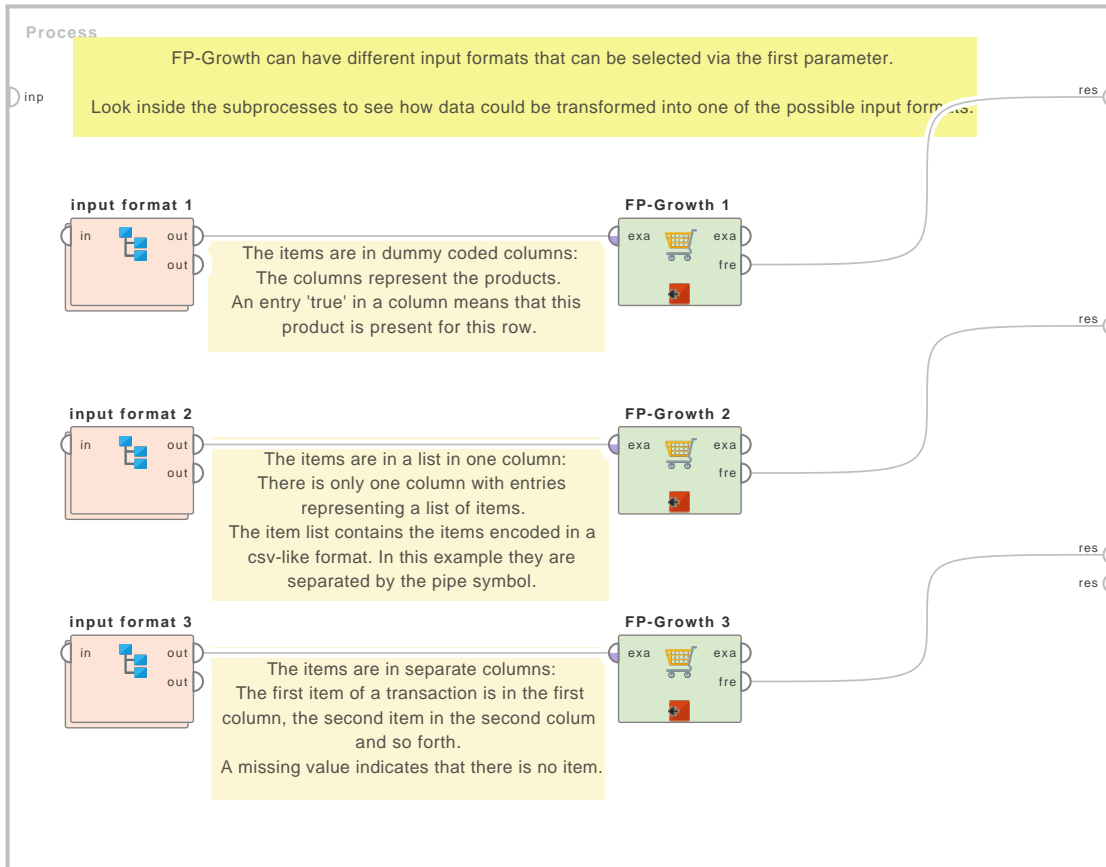 Process
FP-Growth can have different input formats that can be selected via the first parameter.
inp
res
Look inside the subprocesses to see how data could be transformed into one of the possible input formats.
input format 1
FP-Growth 1
in
out
exa
exa
out
fre
The items are in dummy coded columns:
The columns represent the products.
An entry 'true' in a column means that this
product is present for this row.
res
input format 2
FP-Growth 2
in
out
exa
exa
out
fre
The items are in a list in one column:
There is only one column with entries
representing a list of items.
The item list contains the items encoded in a
csv-like format. In this example they are
separated by the pipe symbol.
res
res
input format 3
FP-Growth 3
in
out
exa
exa
out
fre
The items are in separate columns:
The first item of a transaction is in the first
column, the second item in the second colum
and so forth.
A missing value indicates that there is no item.